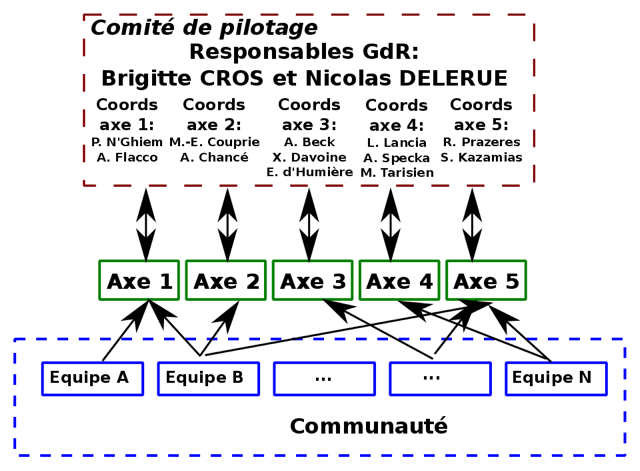 Comité de pilotage
Responsables GdR:
Brigitte CROS et Nicolas DELERUE
Coords axe 1:
P. N'Ghiem
A. Flacco
Coords axe 2:
M.-E. Couprie
A. Chancé
Coords axe 3:
A. Beck
X. Davoine
E. d'Humière
Coords axe 4:
L. Lancia
A. Specka
M. Tarisien
Coords axe 5:
R. Prazeres
S. Kazamias
Axe 1
Axe 2
Axe 3
Axe 4
Axe 5
Equipe A
Equipe B
...
...
Equipe N
Communauté